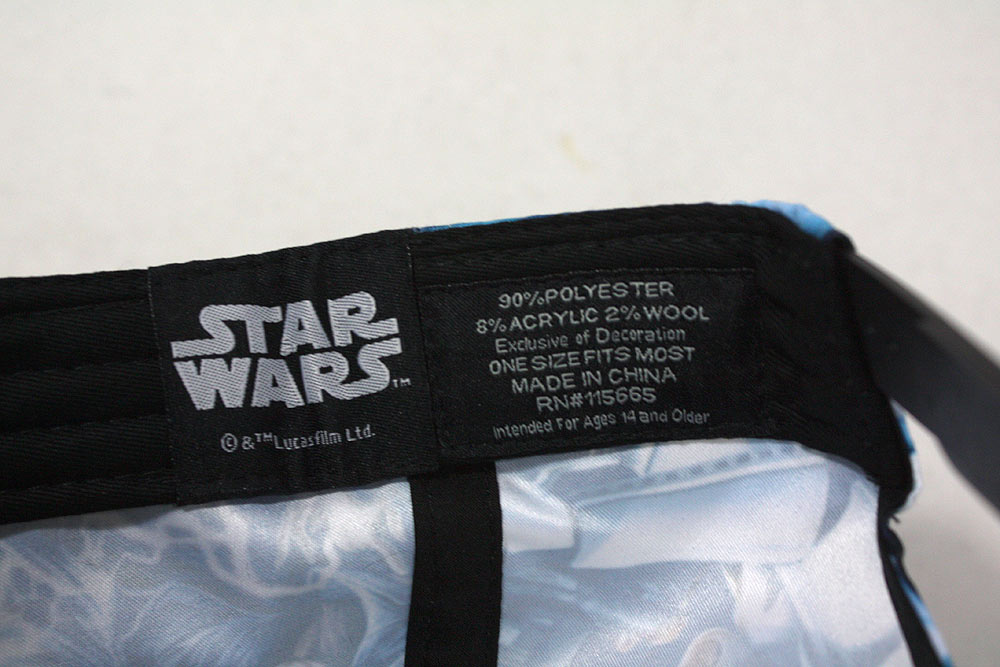 STAR
WARS™
© & ™ Lucasfilm Ltd.
90%POLYESTER
8% ACRYLIC 2% WOOL
Exclusive of Decoration
ONE SIZE FITS MOST
MADE IN CHINA
RN#115665
Intended For Ages 14 and Older